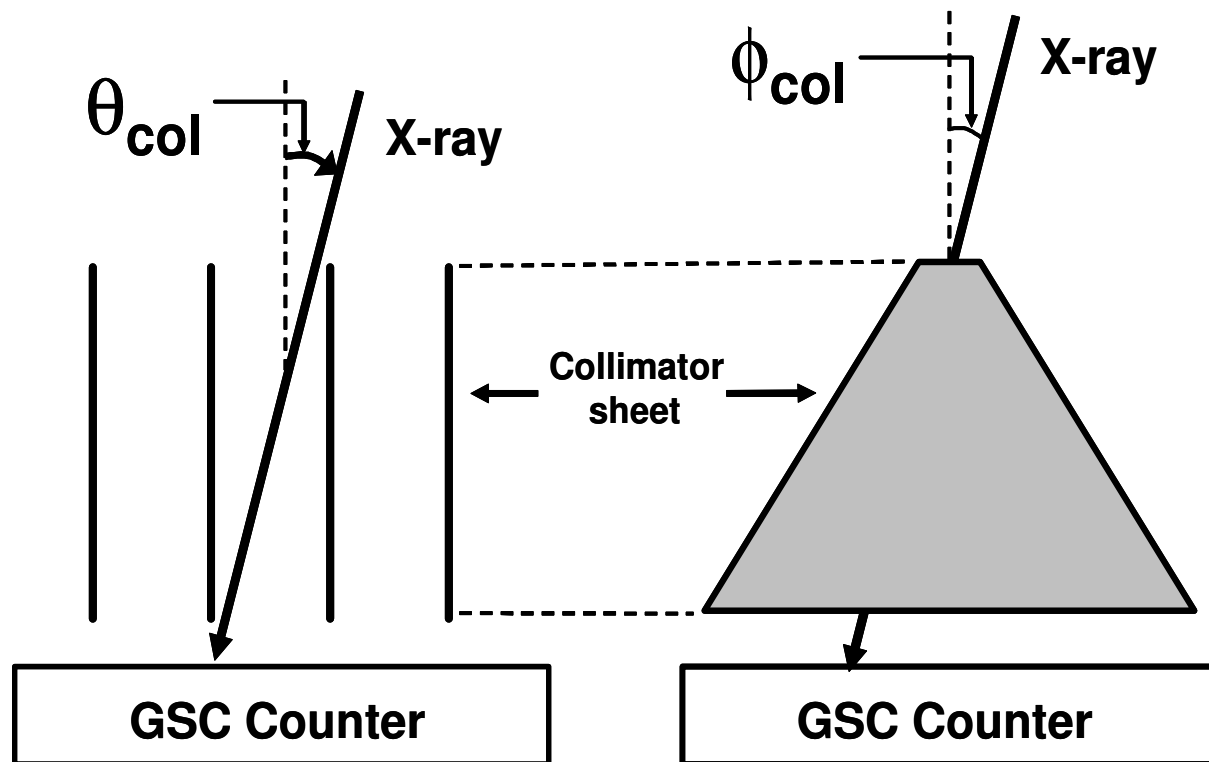 θcol
X-ray
ϕcol
X-ray
Collimator
sheet
GSC Counter
GSC Counter